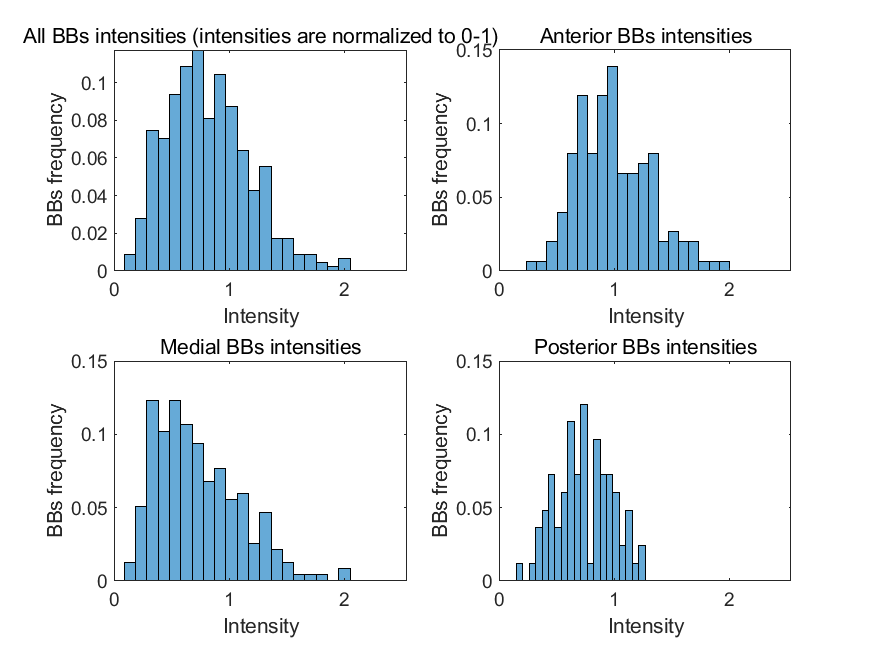 All BBs intensities (intensities are normalized to 0-1)
BBs frequency
0.1
0.08
0.06
0.04
0.02
0
0 1 2
Intensity
Anterior BBs intensities
BBs frequency
0.15
0.1
0.05
0
0 1 2
Intensity
Medial BBs intensities
BBs frequency
0.15
0.1
0.05
0
0 1 2
Intensity
Posterior BBs intensities
BBs frequency
0.15
0.1
0.05
0
0 1 2
Intensity